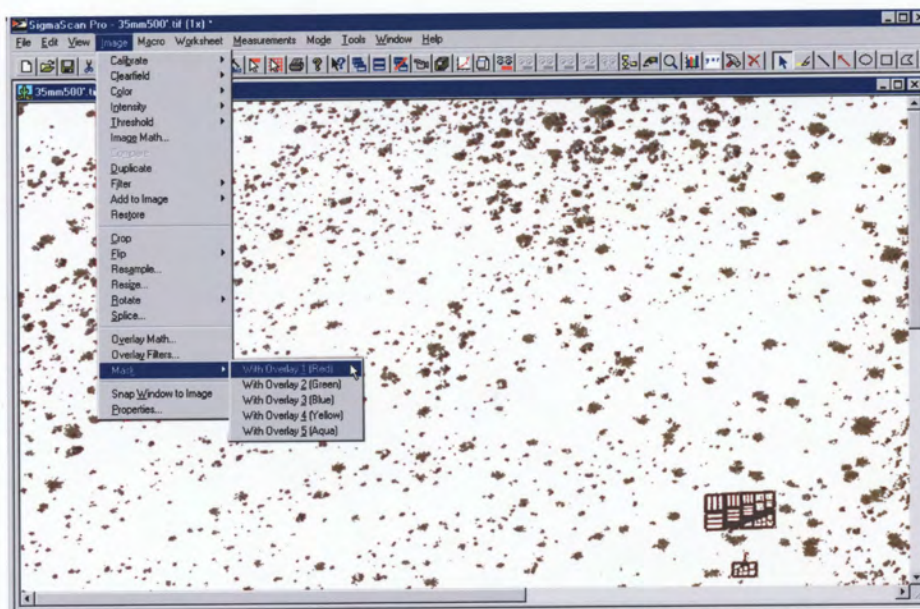 SigmaScan Pro - 35mm500'.tif (1x) *
File Edit View Image Macro Worksheet Measurements Mode Tools Window Help
35mm500'.ti
Calibrate
Clearfield
Color
Intensity
Threshold
Image Math...
Compare
Duplicate
Filter
Add to Image
Restore
Crop
Flip
Resample...
Resize...
Rotate
Splice...
Overlay Math...
Overlay Filters...
Mask
Snap Window to Image
Properties...
With Overlay 1 (Red)
With Overlay 2 (Green)
With Overlay 3 (Blue)
With Overlay 4 (Yellow)
With Overlay 5 (Aqua)